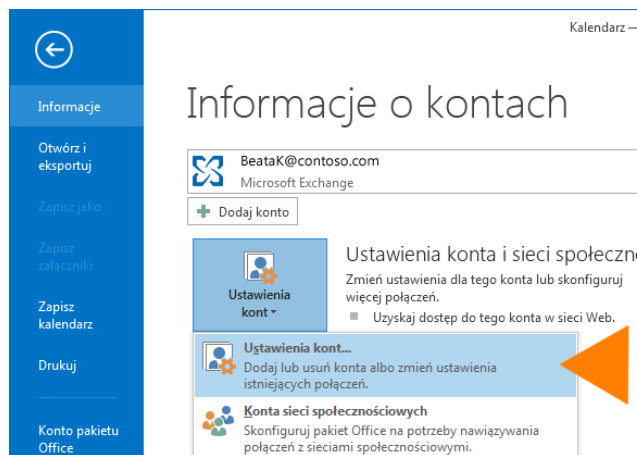 Kalendarz —
Informacje
Otwórz i
eksportuj
Zapisz jako
Zapisz
załączniki
Zapisz
kalendarz
Drukuj
Konto pakietu
Office
Informacje o kontach
BeataK@contoso.com
Microsoft Exchange
Dodaj konto
Ustawienia
kont
Ustawienia konta i sieci społeczno
Zmień ustawienia dla tego konta lub skonfiguruj
więcej połączeń.
Uzyskaj dostęp do tego konta w sieci Web.
Ustawienia kont...
Dodaj lub usuń konta albo zmień ustawienia
istniejących połączeń.
Konta sieci społecznościowych
Skonfiguruj pakiet Office na potrzeby nawiązywania
połączeń z sieciami społecznościowymi.